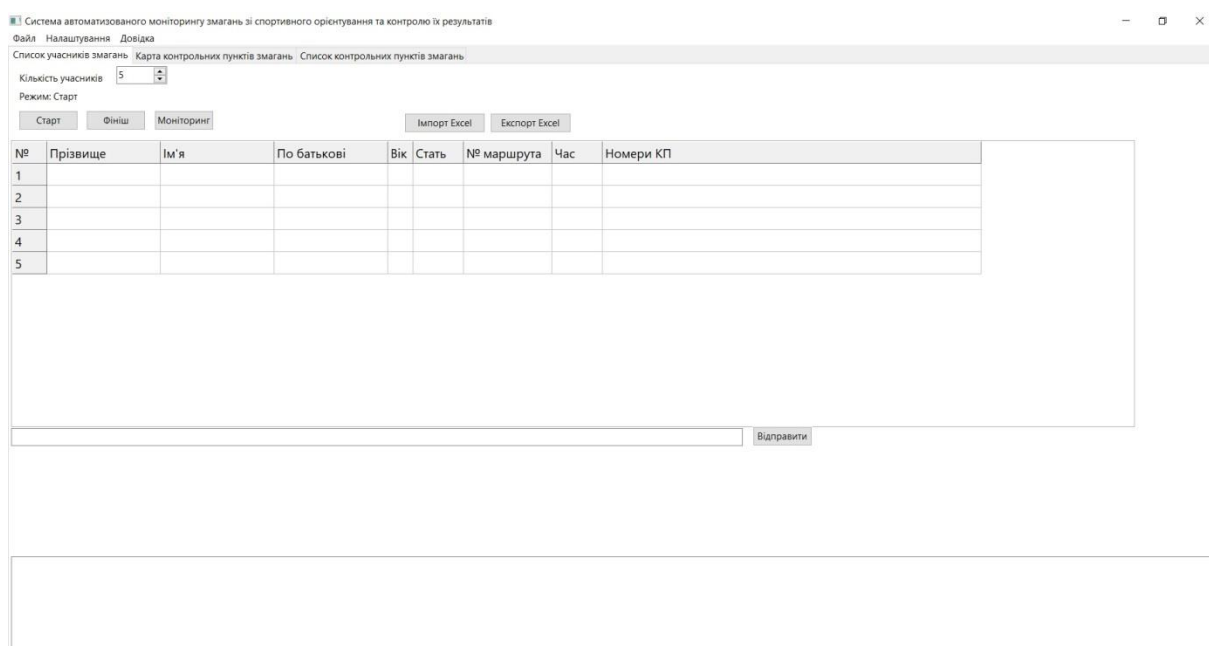 Система автоматизованого моніторингу змагань зі спортивного орієнтування та контролю їх результатів
Файл Налаштування Довідка
Список учасників змагань Карта контрольних пунктів змагань Список контрольних пунктів змагань
Кількість учасників 5
Режим: Старт
Старт Фініш Моніторинг Імпорт Excel Експорт Excel
№ Прізвище Ім'я По батькові Вік Стать № маршрута Час Номери КП
1
2
3
4
5
Відправити